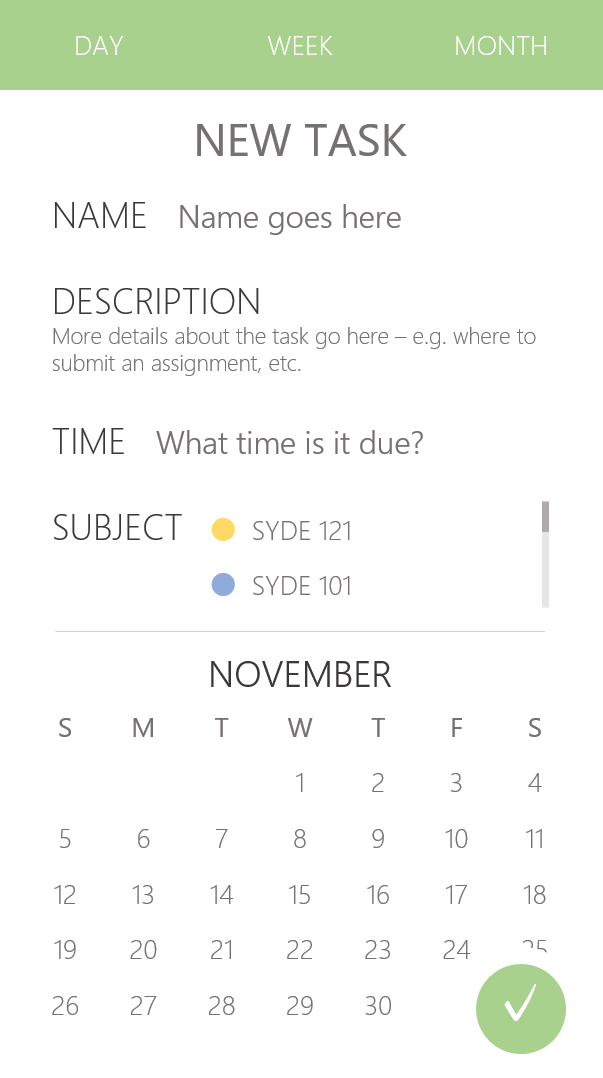 DAY WEEK MONTH
NEW TASK
NAME Name goes here
DESCRIPTION
More details about the task go here – e.g. where to
submit an assignment, etc.
TIME What time is it due?
SUBJECT SYDE 121
SYDE 101
NOVEMBER
S M T W T F S
1 2 3 4
5 6 7 8 9 10 11
12 13 14 15 16 17 18
19 20 21 22 23 24 25
26 27 28 29 30